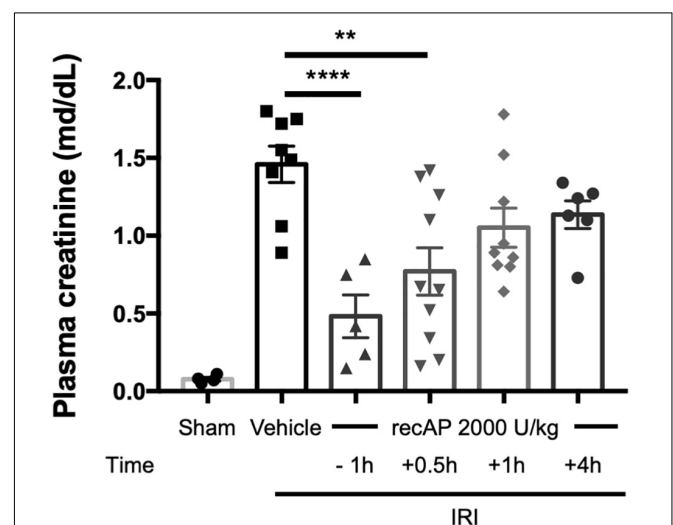 **
****
Plasma creatinine (md/dL)
2.0
1.5
1.0
0.5
0.0
Sham Vehicle recAP 2000 U/kg
Time - 1h +0.5h +1h +4h
IRI